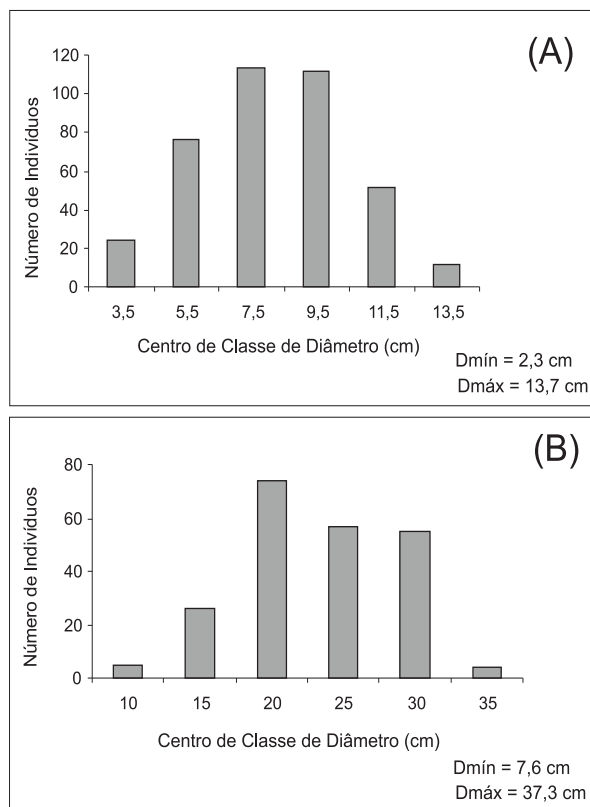 (A)
Número de Indivíduos
120
100
80
60
40
20
0
3,5 5,5 7,5 9,5 11,5 13,5
Centro de Classe de Diâmetro (cm)
Dmín = 2,3 cm
Dmáx = 13,7 cm
(B)
Número de Indivíduos
80
60
40
20
0
10 15 20 25 30 35
Centro de Classe de Diâmetro (cm)
Dmín = 7,6 cm
Dmáx = 37,3 cm